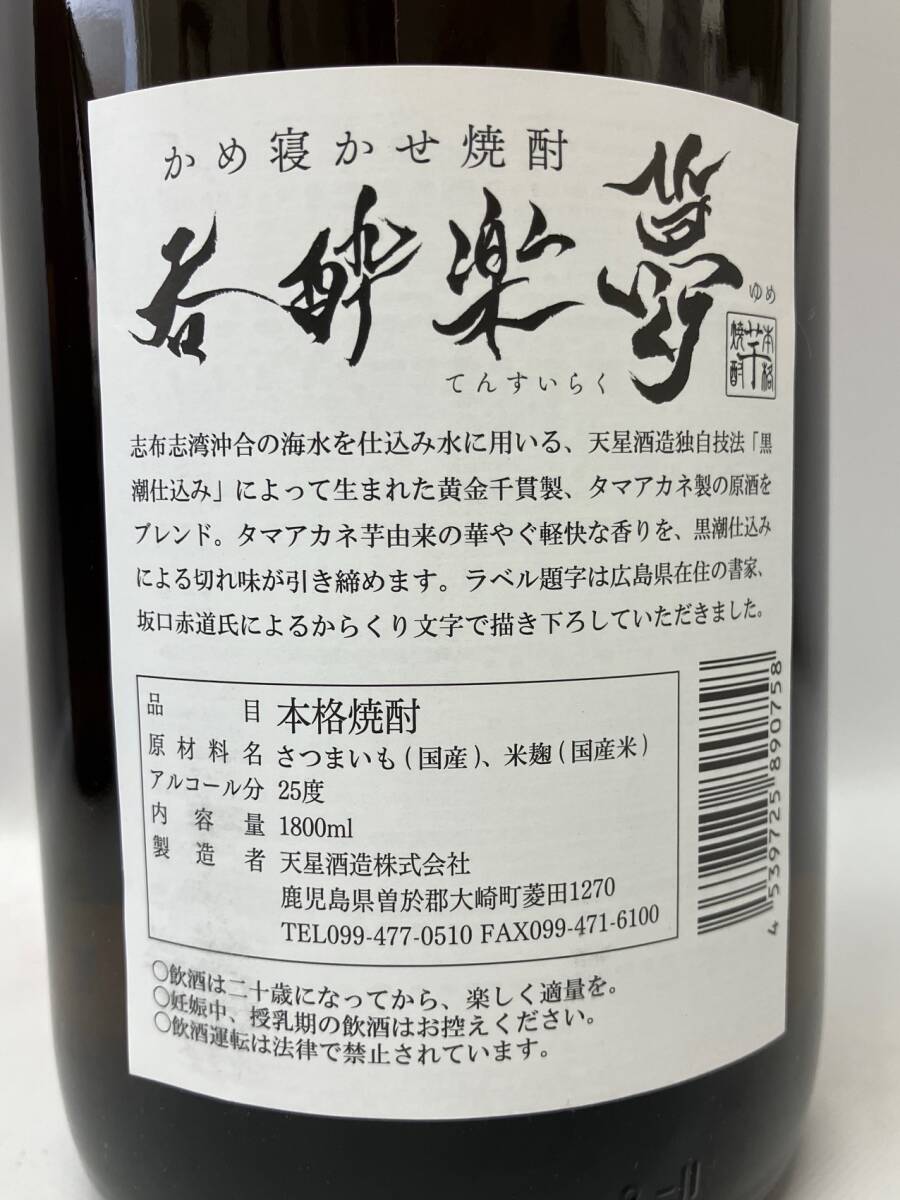 かめ寝かせ焼酎
呑酔楽
夢
ゆめ
てんすいらく
本格
芋
焼酎
志布志湾沖合の海水を仕込み水に用いる、天星酒造独自技法「黒
潮仕込み」によって生まれた黄金千貫製、タマアカネ製の原酒を
ブレンド。タマアカネ芋由来の華やぐ軽快な香りを、黒潮仕込み
による切れ味が引き締めます。ラベル題字は広島県在住の書家、
坂口赤道氏によるからくり文字で描き下ろしていただきました。
品目 本格焼酎
原材料名 さつまいも(国産)、米麹(国産米)
アルコール分 25度
内容量 1800ml
製造者 天星酒造株式会社
鹿児島県曽於郡大崎町菱田1270
TEL099-477-0510 FAX099-471-6100
4 539725 890758
○飲酒は二十歳になってから、楽しく適量を。
○妊娠中、授乳期の飲酒はお控えください。
○飲酒運転は法律で禁止されています。